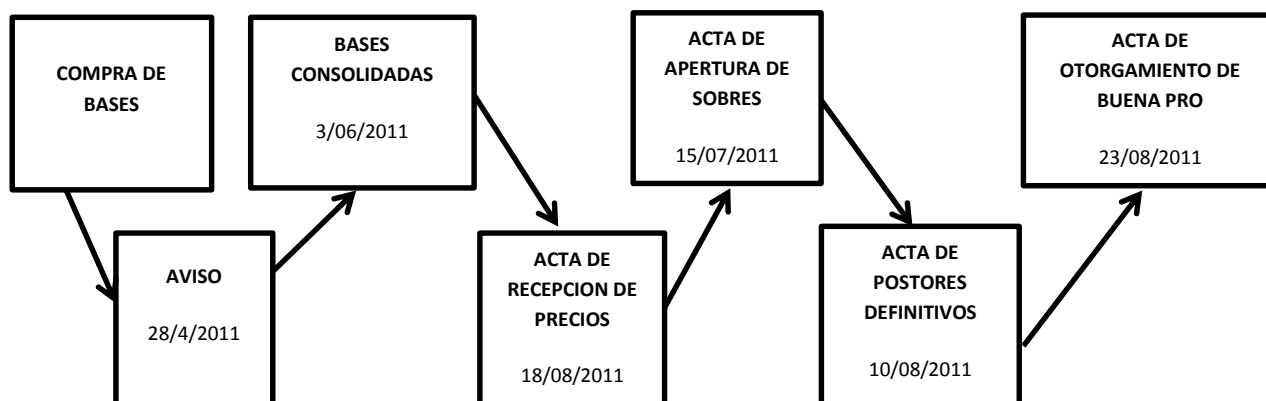 COMPRA DE
BASES
AVISO
28/4/2011
BASES
CONSOLIDADAS
3/06/2011
ACTA DE
RECEPCION DE
PRECIOS
18/08/2011
ACTA DE
APERTURA DE
SOBRES
15/07/2011
ACTA DE
POSTORES
DEFINITIVOS
10/08/2011
ACTA DE
OTORGAMIENTO DE
BUENA PRO
23/08/2011